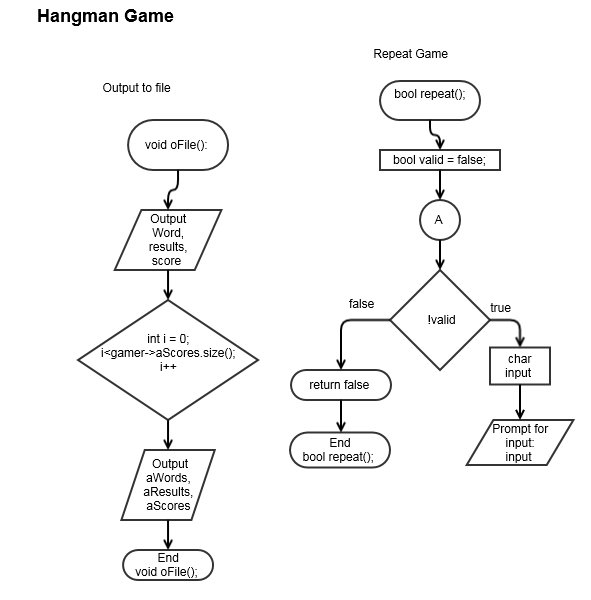 Hangman Game
Output to file
void oFile():
Output
Word,
results,
score
int i = 0;
i<gamer->aScores.size();
i++
Output
aWords,
aResults,
aScores
End
void oFile();
Repeat Game
bool repeat();
bool valid = false;
A
!valid
false
true
return false
End
bool repeat();
char
input
Prompt for
input:
input